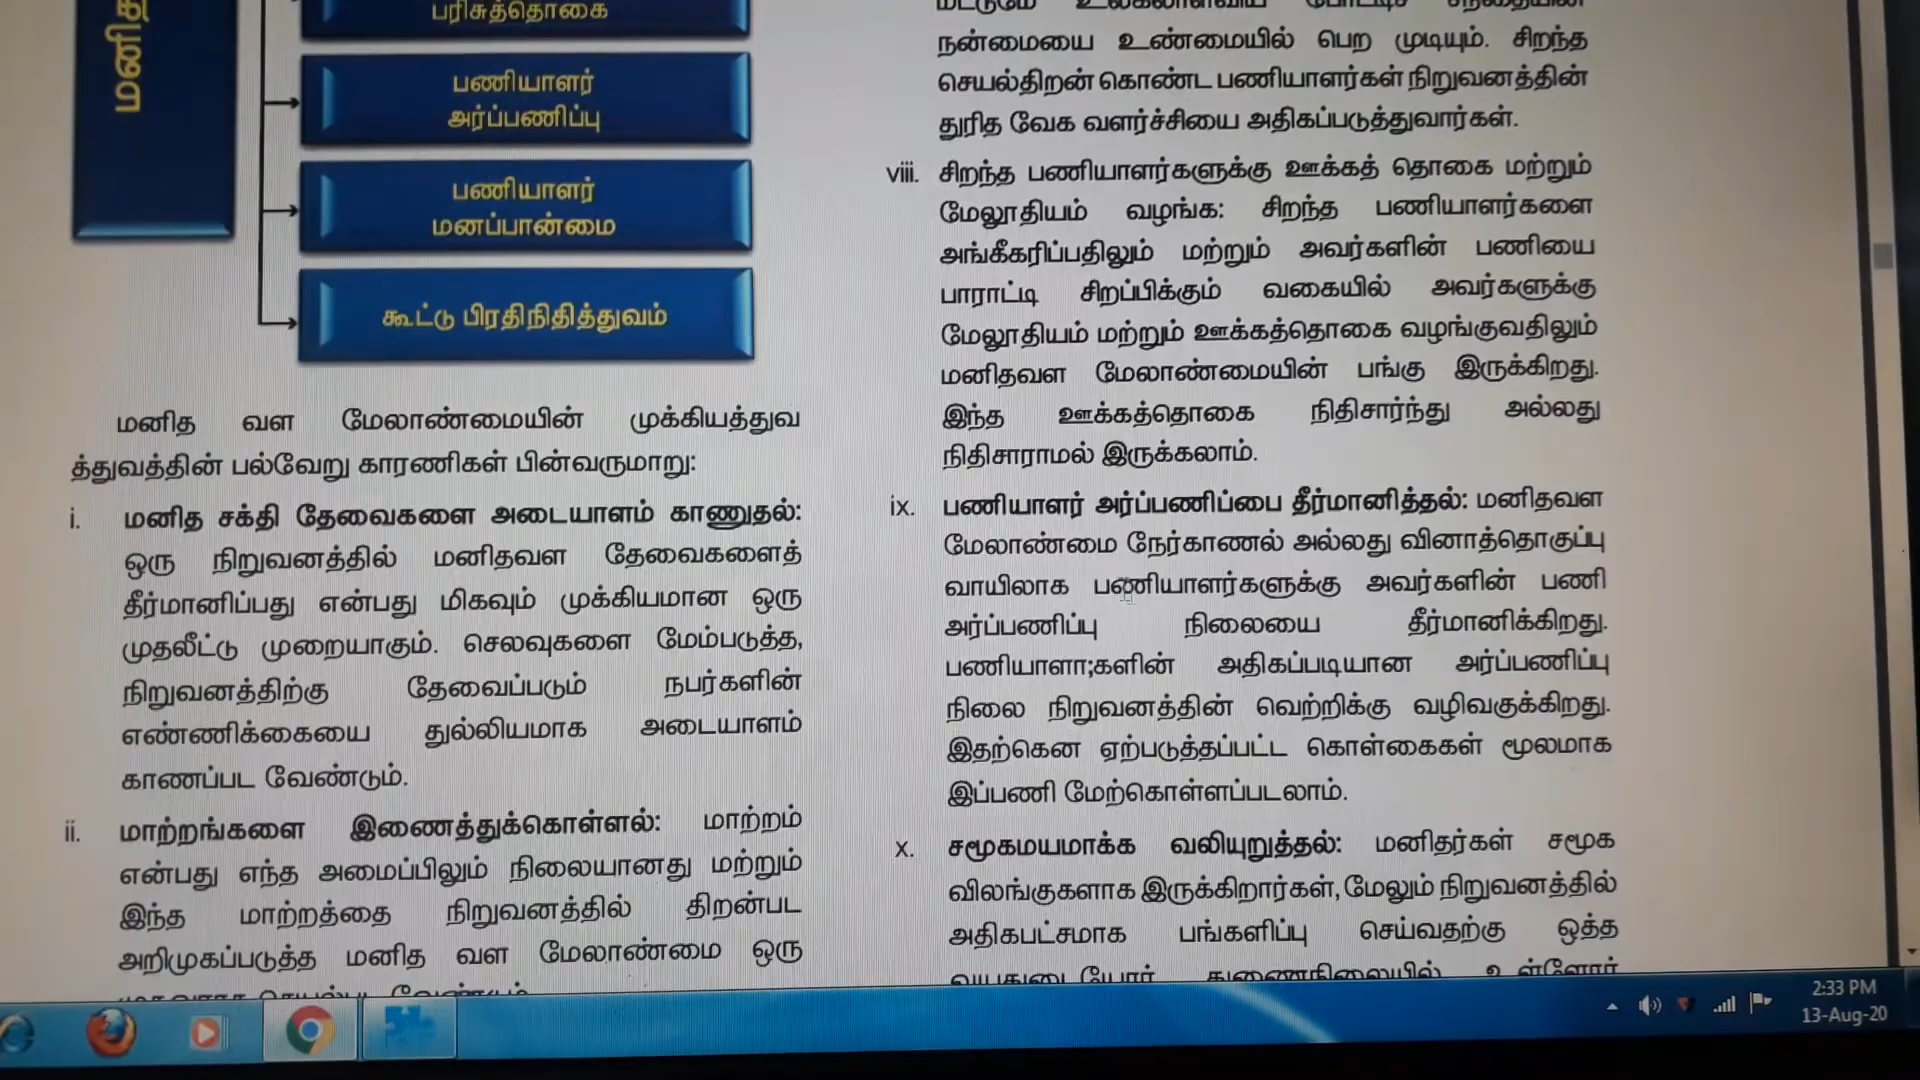 மனித
பரிசுத்தொகை
பணியாளர்
அர்ப்பணிப்பு
பணியாளர்
மனப்பான்மை
கூட்டு பிரதிநிதித்துவம்
மனித வள மேலாண்மையின் முக்கியத்துவ
த்துவத்தின் பல்வேறு காரணிகள் பின்வருமாறு:
i. மனித சக்தி தேவைகளை அடையாளம் காணுதல்:
ஒரு நிறுவனத்தில் மனிதவள தேவைகளைத்
தீர்மானிப்பது என்பது மிகவும் முக்கியமான ஒரு
முதலீட்டு முறையாகும். செலவுகளை மேம்படுத்த,
நிறுவனத்திற்கு தேவைப்படும் நபர்களின்
எண்ணிக்கையை துல்லியமாக அடையாளம்
காணப்பட வேண்டும்.
ii. மாற்றங்களை இணைத்துக்கொள்ளல்: மாற்றம்
என்பது எந்த அமைப்பிலும் நிலையானது மற்றும்
இந்த மாற்றத்தை நிறுவனத்தில் திறன்பட
அறிமுகப்படுத்த மனித வள மேலாண்மை ஒரு
நன்மையை உண்மையில் பெற முடியும். சிறந்த
செயல்திறன் கொண்ட பணியாளர்கள் நிறுவனத்தின்
துரித வேக வளர்ச்சியை அதிகப்படுத்துவார்கள்.
viii. சிறந்த பணியாளர்களுக்கு ஊக்கத் தொகை மற்றும்
மேலூதியம் வழங்க: சிறந்த பணியாளர்களை
அங்கீகரிப்பதிலும் மற்றும் அவர்களின் பணியை
பாராட்டி சிறப்பிக்கும் வகையில் அவர்களுக்கு
மேலூதியம் மற்றும் ஊக்கத்தொகை வழங்குவதிலும்
மனிதவள மேலாண்மையின் பங்கு இருக்கிறது.
இந்த ஊக்கத்தொகை நிதிசார்ந்து அல்லது
நிதிசாராமல் இருக்கலாம்.
ix. பணியாளர் அர்ப்பணிப்பை தீர்மானித்தல்: மனிதவள
மேலாண்மை நேர்காணல் அல்லது வினாத்தொகுப்பு
வாயிலாக பணியாளர்களுக்கு அவர்களின் பணி
அர்ப்பணிப்பு நிலையை தீர்மானிக்கிறது.
பணியாளா;களின் அதிகப்படியான அர்ப்பணிப்பு
நிலை நிறுவனத்தின் வெற்றிக்கு வழிவகுக்கிறது.
இதற்கென ஏற்படுத்தப்பட்ட கொள்கைகள் மூலமாக
இப்பணி மேற்கொள்ளப்படலாம்.
x. சமூகமயமாக்க வலியுறுத்தல்: மனிதர்கள் சமூக
விலங்குகளாக இருக்கிறார்கள், மேலும் நிறுவனத்தில்
அதிகபட்சமாக பங்களிப்பு செய்வதற்கு ஒத்த
2:33 PM
13-Aug-20